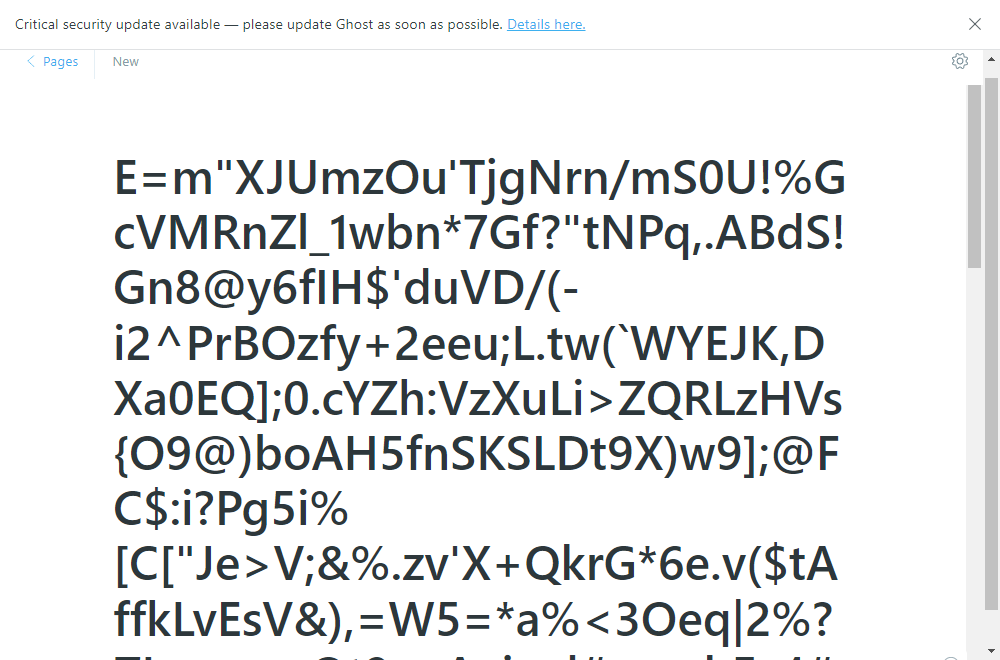 Critical security update available — please update Ghost as soon as possible. Details here.
Pages New
E=m"XJUmzOu'TjgNrn/mS0U!%G
cVMRnZl_1wbn*7Gf?"tNPq,.ABdS!
Gn8@y6fIH$'duVD/(-
i2^PrBOzfy+2eeu;L.tw(`WYEJK,D
Xa0EQ];0.cYZh:VzXuLi>ZQRLzHVs
{O9@)boAH5fnSKSLDt9X)w9];@F
C$:i?Pg5i%
[C["Je>V;&%.zv'X+QkrG*6e.v($tA
ffkLvEsV&),=W5=*a%<3Oeq|2%?